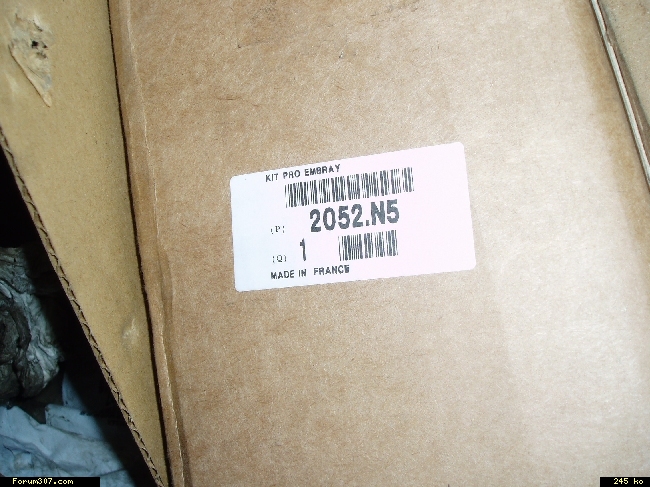 KIT PRO EMBRAY
(P) 2052.N5
(Q) 1
MADE IN FRANCE
Forum307.com
245 ko